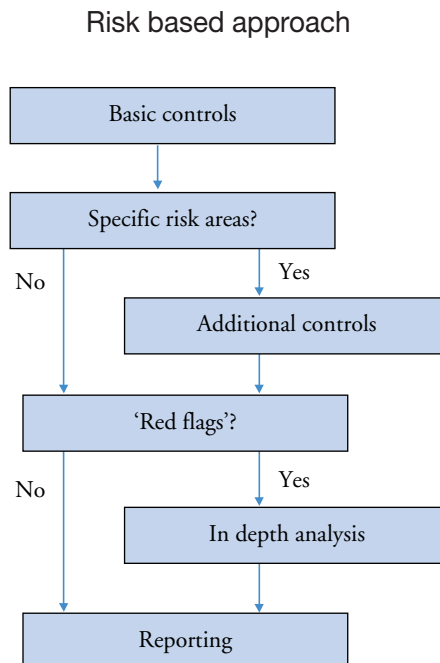 Risk based approach
Basic controls
Specific risk areas?
No
Yes
Additional controls
‘Red flags’?
No
Yes
In depth analysis
Reporting